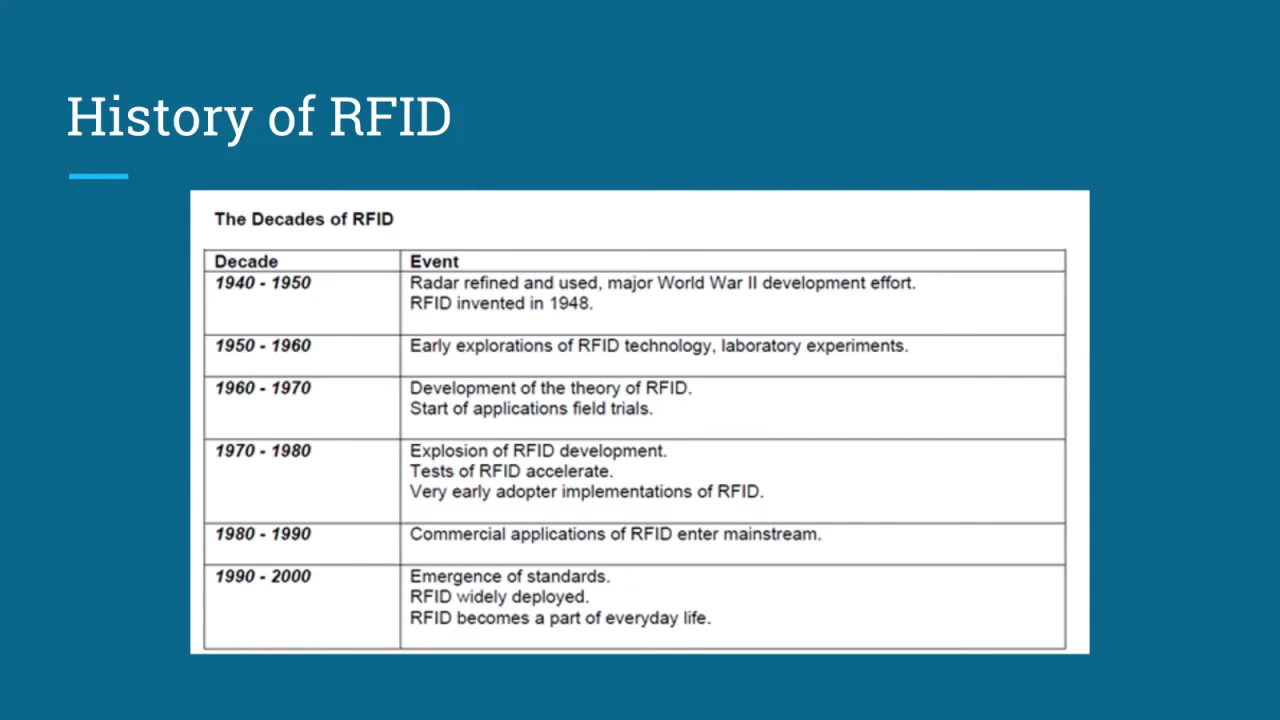 History of RFID
The Decades of RFID
Decade Event
1940 - 1950 Radar refined and used, major World War II development effort.
RFID invented in 1948.
1950 - 1960 Early explorations of RFID technology, laboratory experiments.
1960 - 1970 Development of the theory of RFID.
Start of applications field trials.
1970 - 1980 Explosion of RFID development.
Tests of RFID accelerate.
Very early adopter implementations of RFID.
1980 - 1990 Commercial applications of RFID enter mainstream.
1990 - 2000 Emergence of standards.
RFID widely deployed.
RFID becomes a part of everyday life.